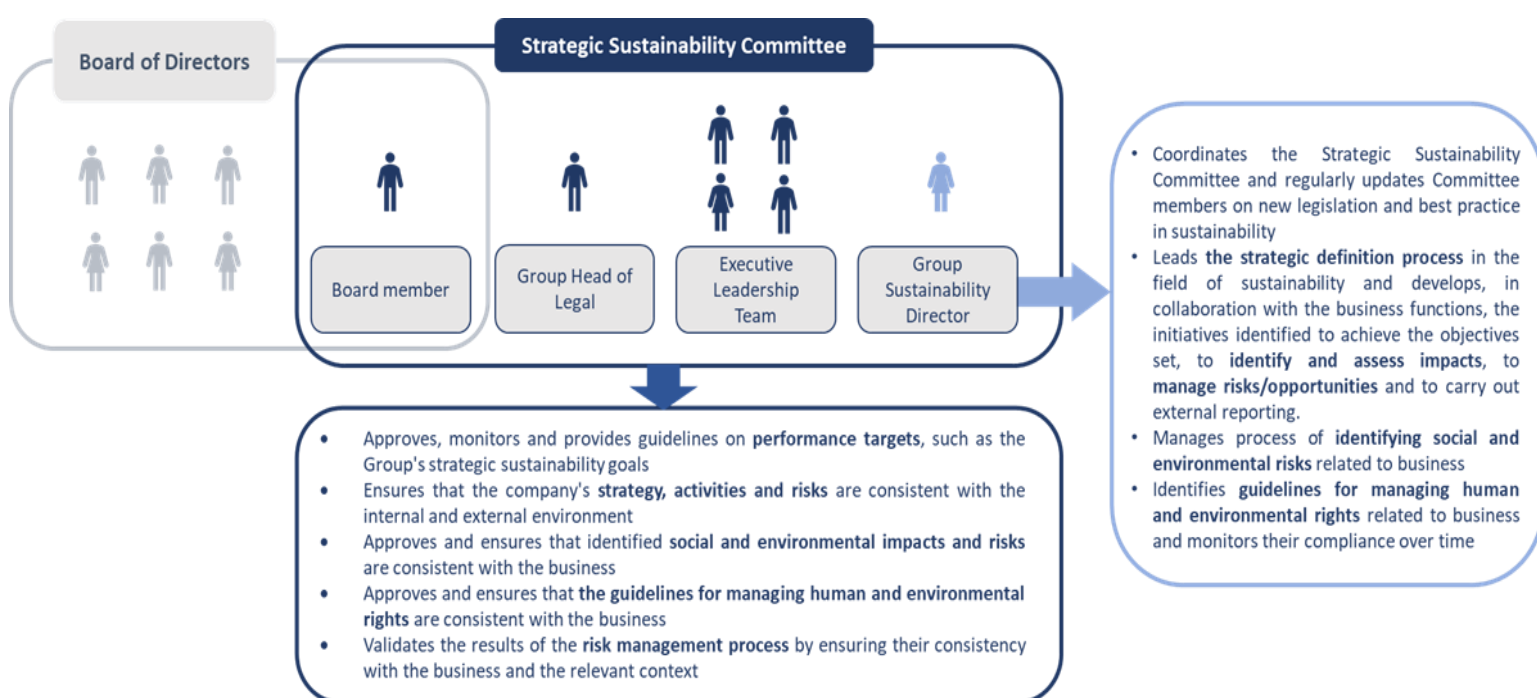 Board of Directors
Strategic Sustainability Committee
Board member
Group Head of
Legal
Executive
Leadership
Team
Group
Sustainability
Director
• Coordinates the Strategic Sustainability
Committee and regularly updates Committee
members on new legislation and best practice
in sustainability
• Leads the strategic definition process in the
field of sustainability and develops, in
collaboration with the business functions, the
initiatives identified to achieve the objectives
set, to identify and assess impacts, to
manage risks/opportunities and to carry out
external reporting.
• Manages process of identifying social and
environmental risks related to business
• Identifies guidelines for managing human
and environmental rights related to business
and monitors their compliance over time
• Approves, monitors and provides guidelines on performance targets, such as the
Group's strategic sustainability goals
• Ensures that the company's strategy, activities and risks are consistent with the
internal and external environment
• Approves and ensures that identified social and environmental impacts and risks
are consistent with the business
• Approves and ensures that the guidelines for managing human and environmental
rights are consistent with the business
• Validates the results of the risk management process by ensuring their consistency
with the business and the relevant context